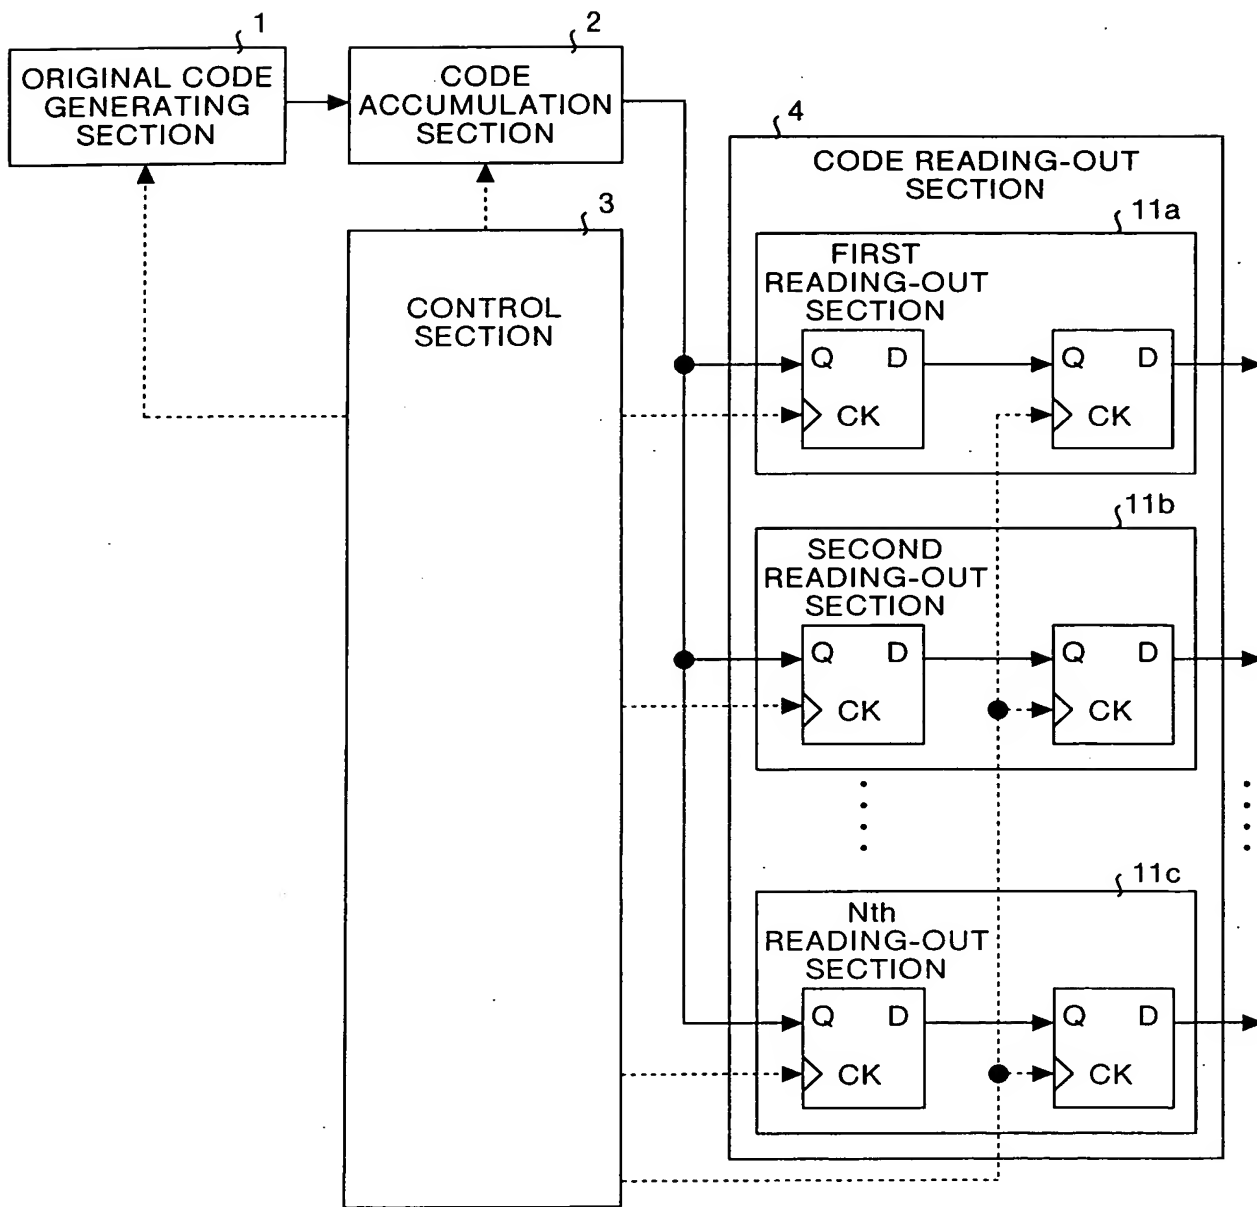 1
ORIGINAL CODE
GENERATING
SECTION
2
CODE
ACCUMULATION
SECTION
3
CONTROL
SECTION
4
CODE READING-OUT
SECTION
11a
FIRST
READING-OUT
SECTION
Q D
CK
Q D
CK
11b
SECOND
READING-OUT
SECTION
Q D
CK
Q D
CK
11c
Nth
READING-OUT
SECTION
Q D
CK
Q D
CK